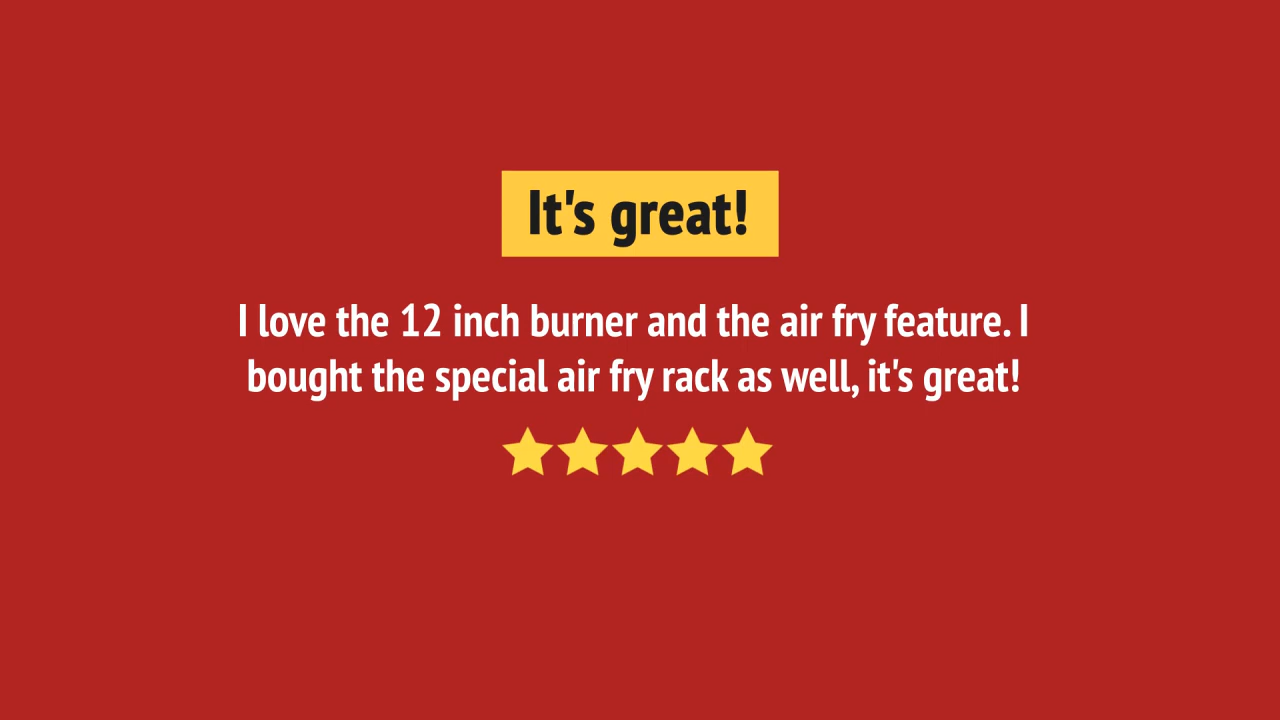 It's great!
I love the 12 inch burner and the air fry feature. I
bought the special air fry rack as well, it's great!